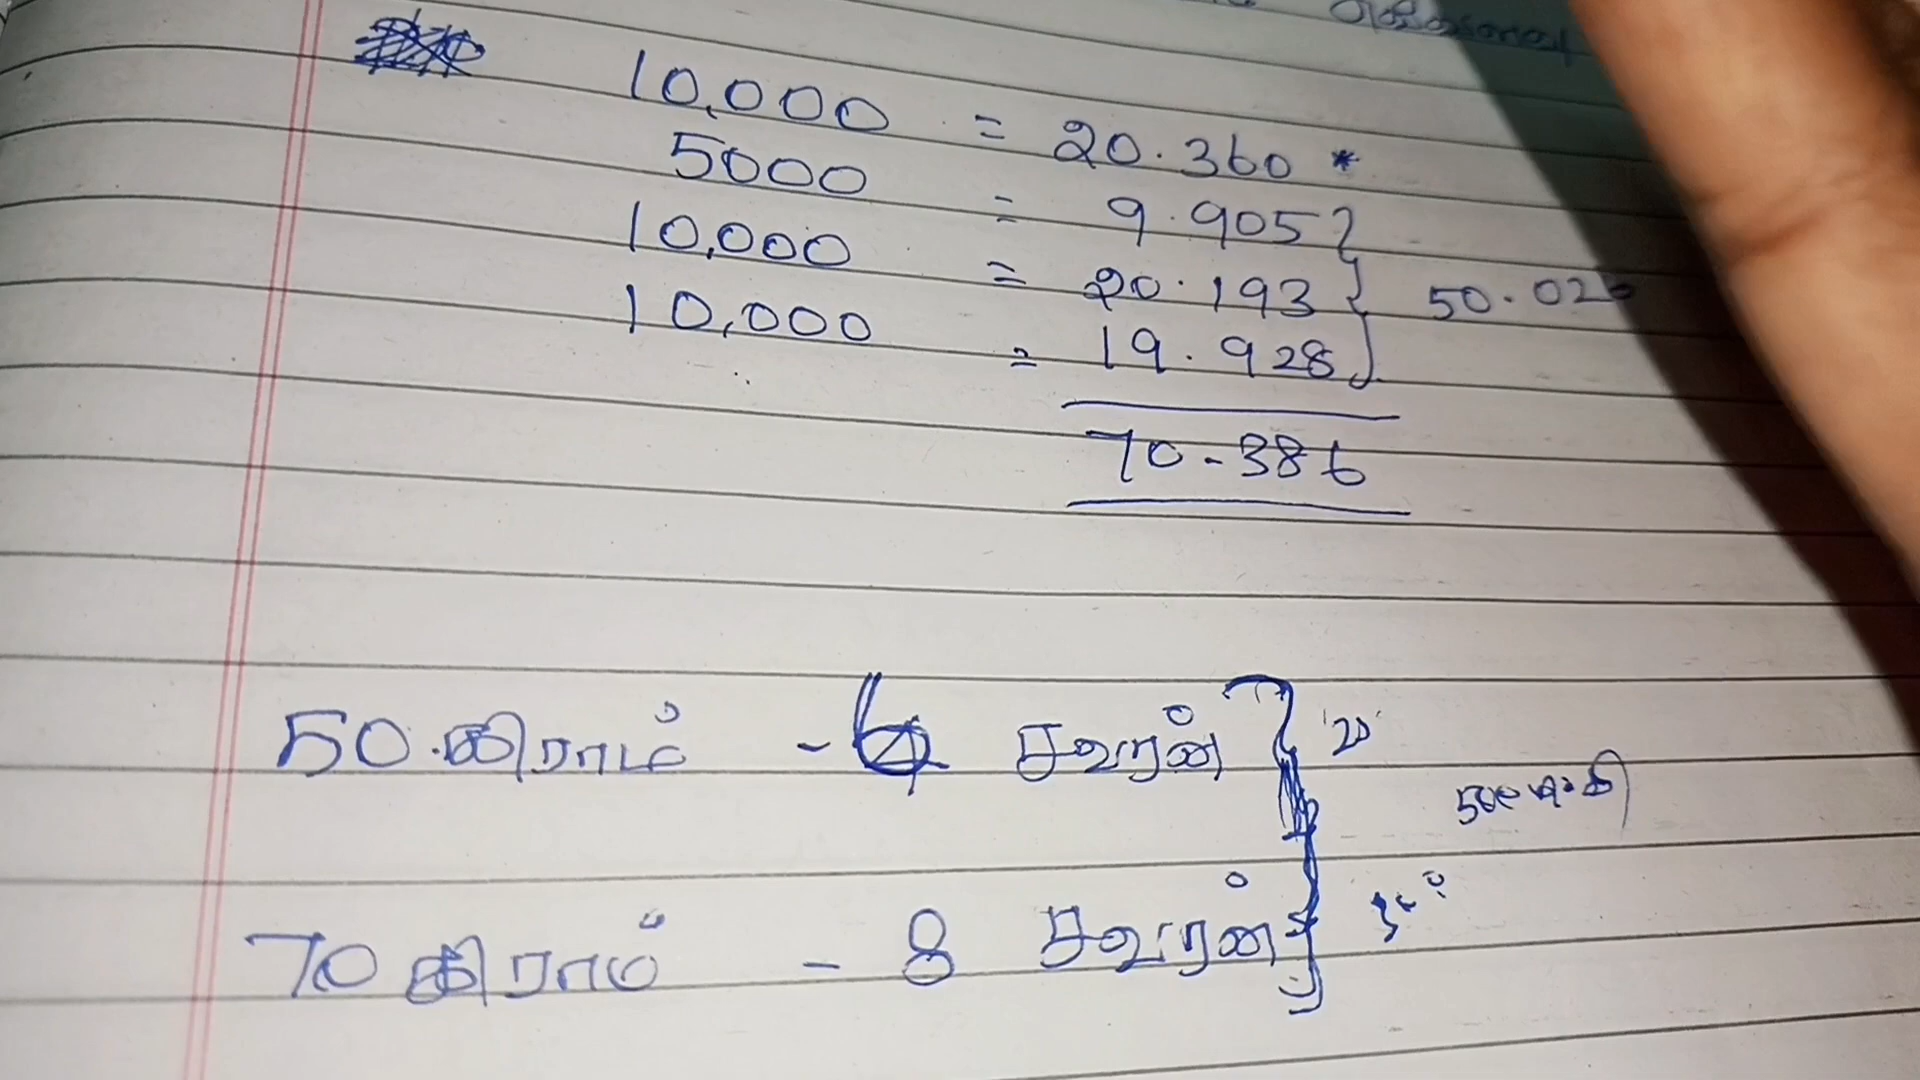 10,000 = 20.360 *
5000 = 9.905
10,000 = 20.193 50.026
10,000 = 19.928
70.386
50 கிராம் - 6 சவரன்
70 கிராம் - 8 சவரன்